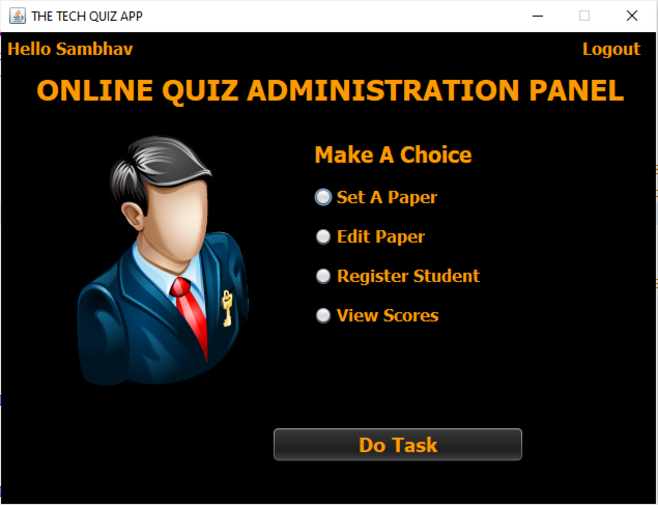 THE TECH QUIZ APP
Hello Sambhav
Logout
ONLINE QUIZ ADMINISTRATION PANEL
Make A Choice
Set A Paper
Edit Paper
Register Student
View Scores
Do Task